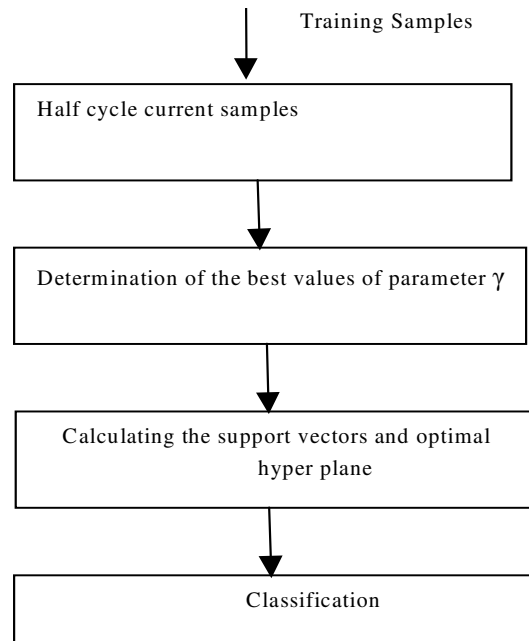 Training Samples
Half cycle current samples
Determination of the best values of parameter γ
Calculating the support vectors and optimal
hyper plane
Classification